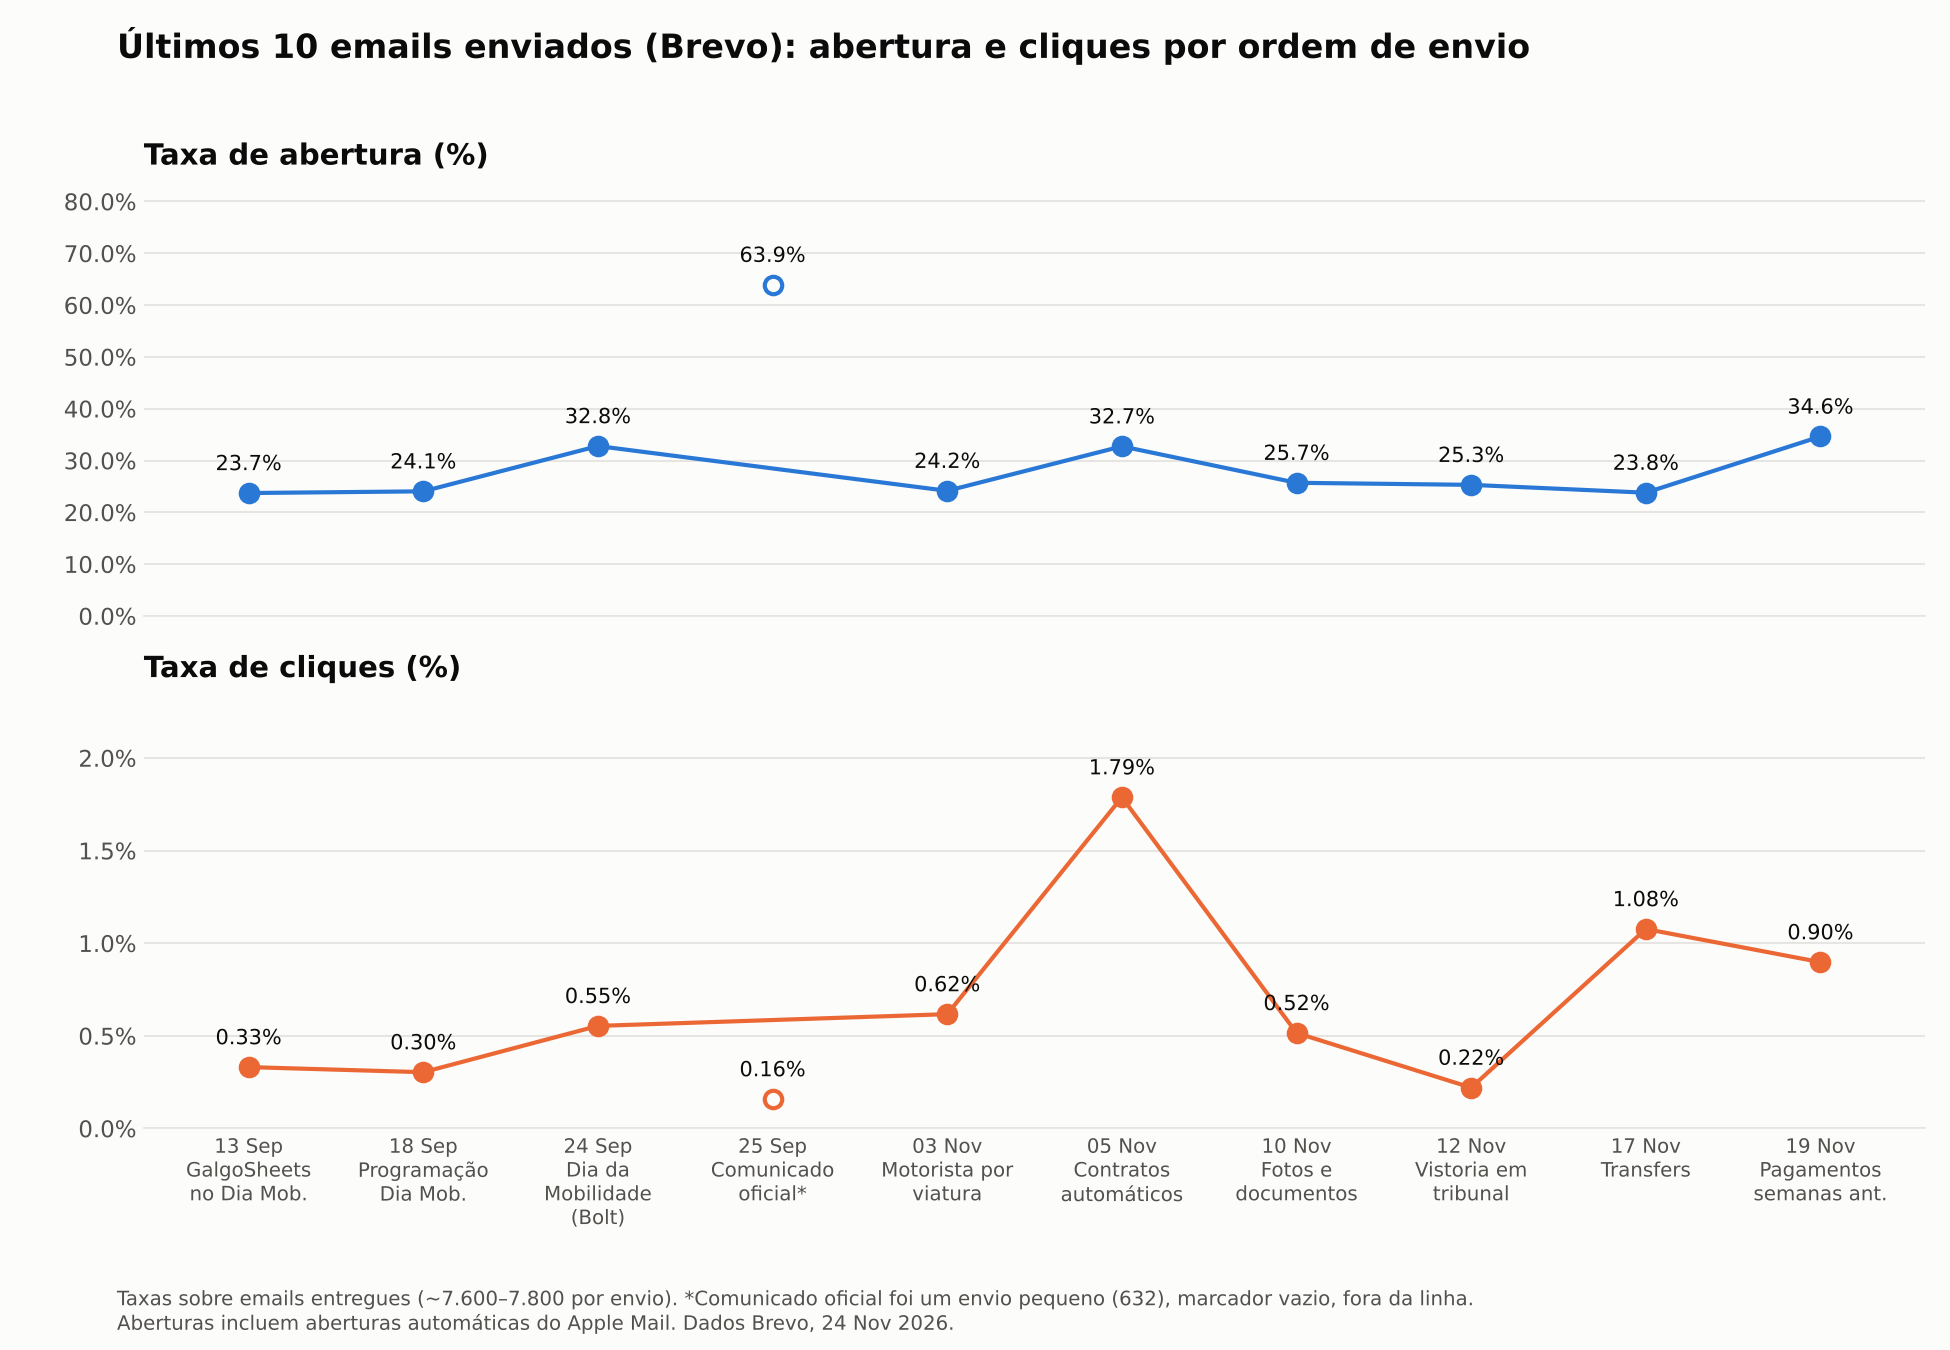 Últimos 10 emails enviados (Brevo): abertura e cliques por ordem de envio
Taxa de abertura (%)
80.0%
70.0%
60.0%
50.0%
40.0%
30.0%
20.0%
10.0%
0.0%
23.7%
24.1%
32.8%
63.9%
24.2%
32.7%
25.7%
25.3%
23.8%
34.6%
Taxa de cliques (%)
2.0%
1.5%
1.0%
0.5%
0.0%
0.33%
0.30%
0.55%
0.16%
0.62%
1.79%
0.52%
0.22%
1.08%
0.90%
13 Sep
GalgoSheets
no Dia Mob.
18 Sep
Programação
Dia Mob.
24 Sep
Dia da
Mobilidade
(Bolt)
25 Sep
Comunicado
oficial*
03 Nov
Motorista por
viatura
05 Nov
Contratos
automáticos
10 Nov
Fotos e
documentos
12 Nov
Vistoria em
tribunal
17 Nov
Transfers
19 Nov
Pagamentos
semanas ant.
Taxas sobre emails entregues (~7.600–7.800 por envio). *Comunicado oficial foi um envio pequeno (632), marcador vazio, fora da linha.
Aberturas incluem aberturas automáticas do Apple Mail. Dados Brevo, 24 Nov 2026.